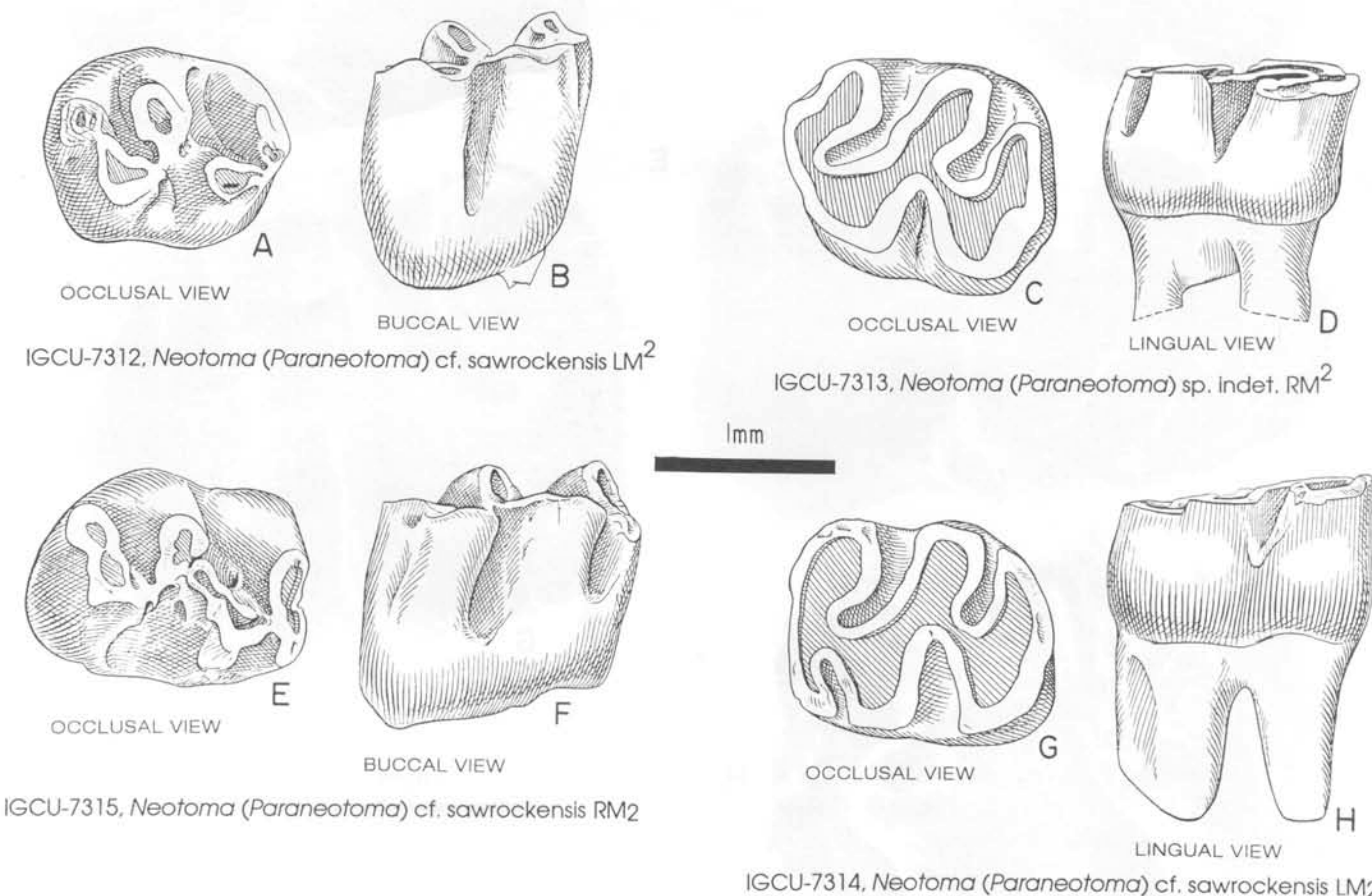 A
B
OCCLUSAL VIEW
BUCCAL VIEW
IGCU-7312, Neotoma (Paraneotoma) cf. sawrockensis LM²
C
D
OCCLUSAL VIEW
LINGUAL VIEW
IGCU-7313, Neotoma (Paraneotoma) sp. indet. RM²
1mm
E
F
OCCLUSAL VIEW
BUCCAL VIEW
IGCU-7315, Neotoma (Paraneotoma) cf. sawrockensis RM2
G
H
OCCLUSAL VIEW
LINGUAL VIEW
IGCU-7314, Neotoma (Paraneotoma) cf. sawrockensis LM2